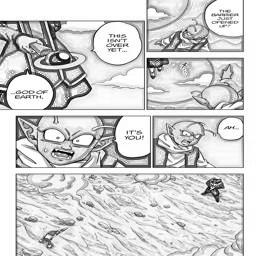 THIS
ISN'T
OVER
YET...
...GOD OF
EARTH.
THE
BARRIER
JUST
OPENED
UP?
IT'S
YOU!
AH...